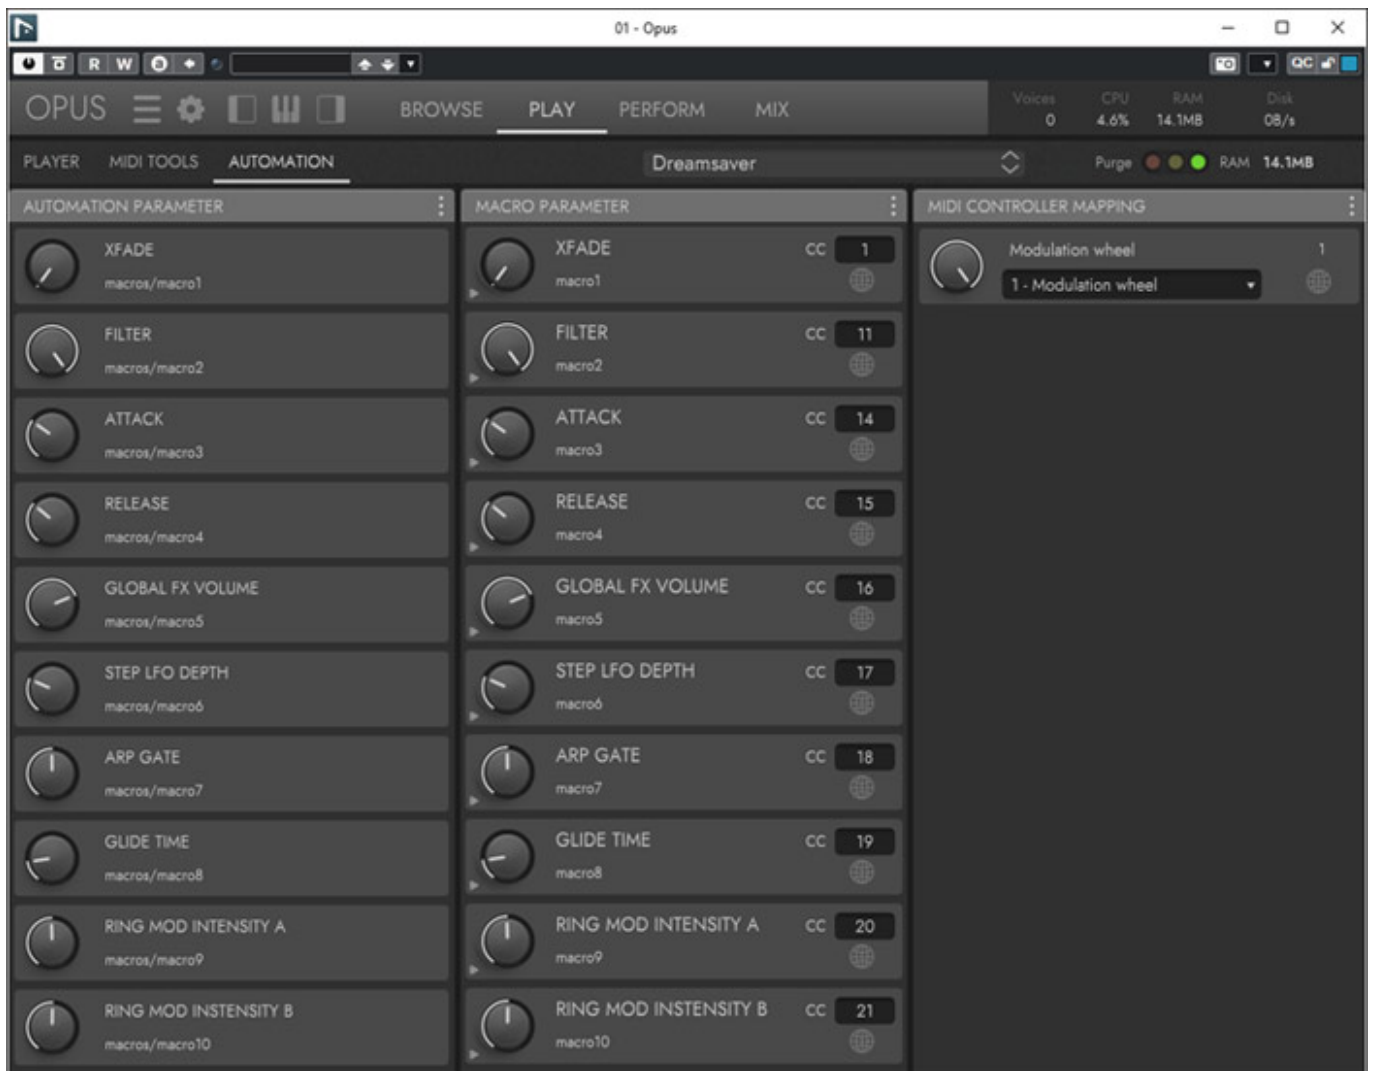 01 - Opus
R W QC
OPUS BROWSE PLAY PERFORM MIX Voices 0 CPU 4.6% RAM 14.1MB Disk 0B/s
PLAYER MIDI TOOLS AUTOMATION Dreamsaver Purge RAM 14.1MB
AUTOMATION PARAMETER
XFADE
macros/macro1
FILTER
macros/macro2
ATTACK
macros/macro3
RELEASE
macros/macro4
GLOBAL FX VOLUME
macros/macro5
STEP LFO DEPTH
macros/macro6
ARP GATE
macros/macro7
GLIDE TIME
macros/macro8
RING MOD INTENSITY A
macros/macro9
RING MOD INSTENSITY B
macros/macro10
MACRO PARAMETER
XFADE CC 1
macro1
FILTER CC 11
macro2
ATTACK CC 14
macro3
RELEASE CC 15
macro4
GLOBAL FX VOLUME CC 16
macro5
STEP LFO DEPTH CC 17
macro6
ARP GATE CC 18
macro7
GLIDE TIME CC 19
macro8
RING MOD INTENSITY A CC 20
macro9
RING MOD INSTENSITY B CC 21
macro10
MIDI CONTROLLER MAPPING
Modulation wheel 1
1 - Modulation wheel